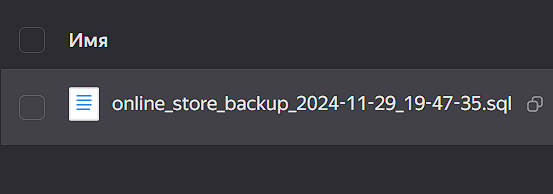 Имя
online_store_backup_2024-11-29_19-47-35.sql